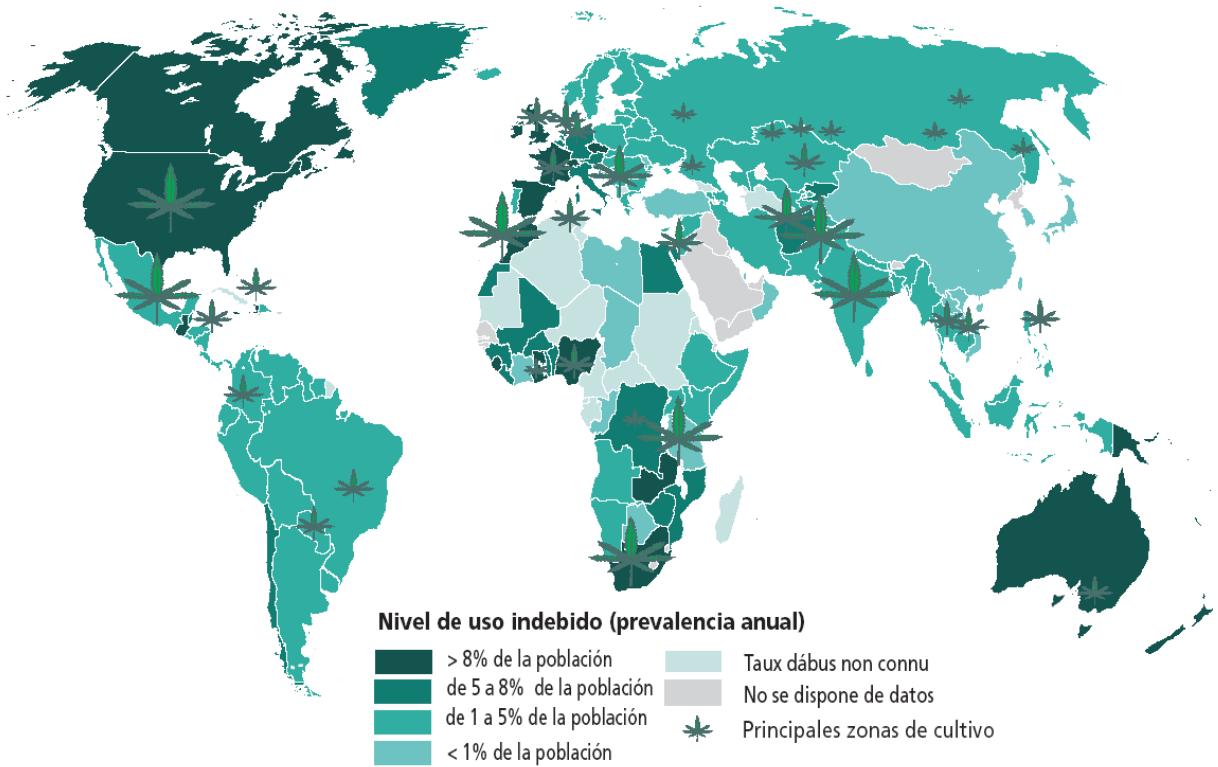 Nivel de uso indebido (prevalencia anual)
> 8% de la población
de 5 a 8% de la población
de 1 a 5% de la población
< 1% de la población
Taux dábus non connu
No se dispone de datos
Principales zonas de cultivo